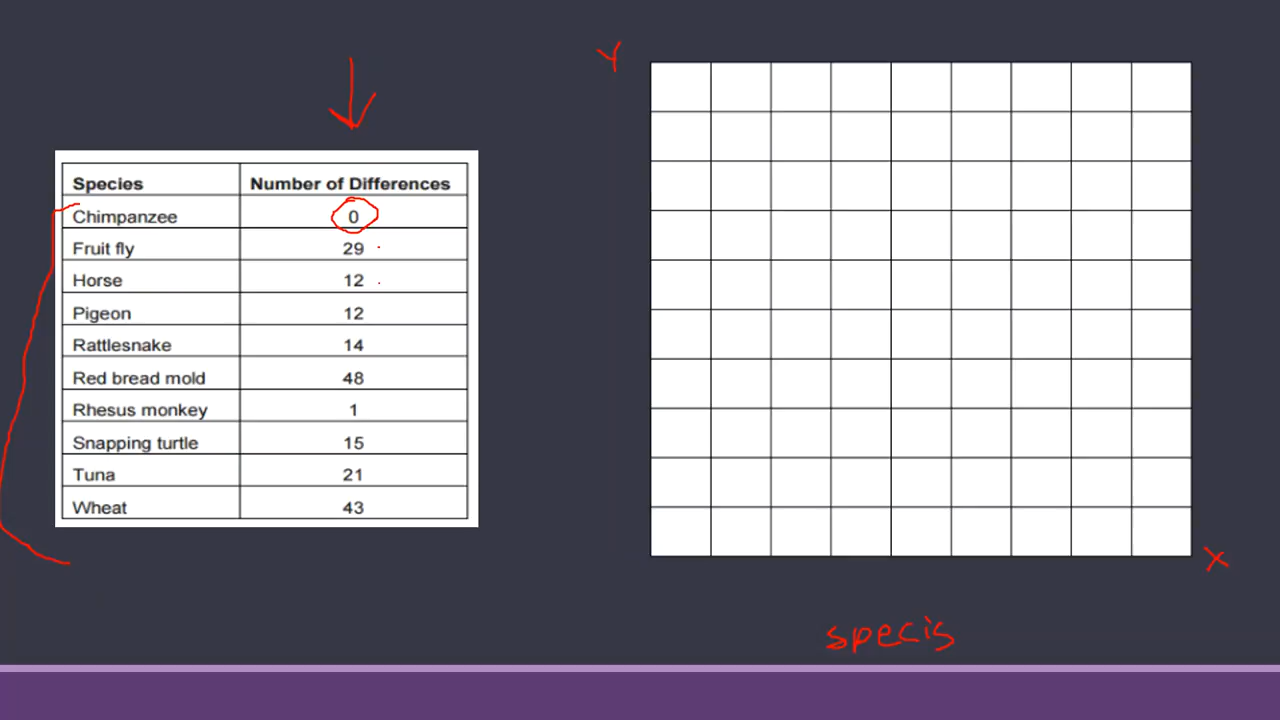 Y
Species Number of Differences
Chimpanzee 0
Fruit fly 29
Horse 12
Pigeon 12
Rattlesnake 14
Red bread mold 48
Rhesus monkey 1
Snapping turtle 15
Tuna 21
Wheat 43
X
specis